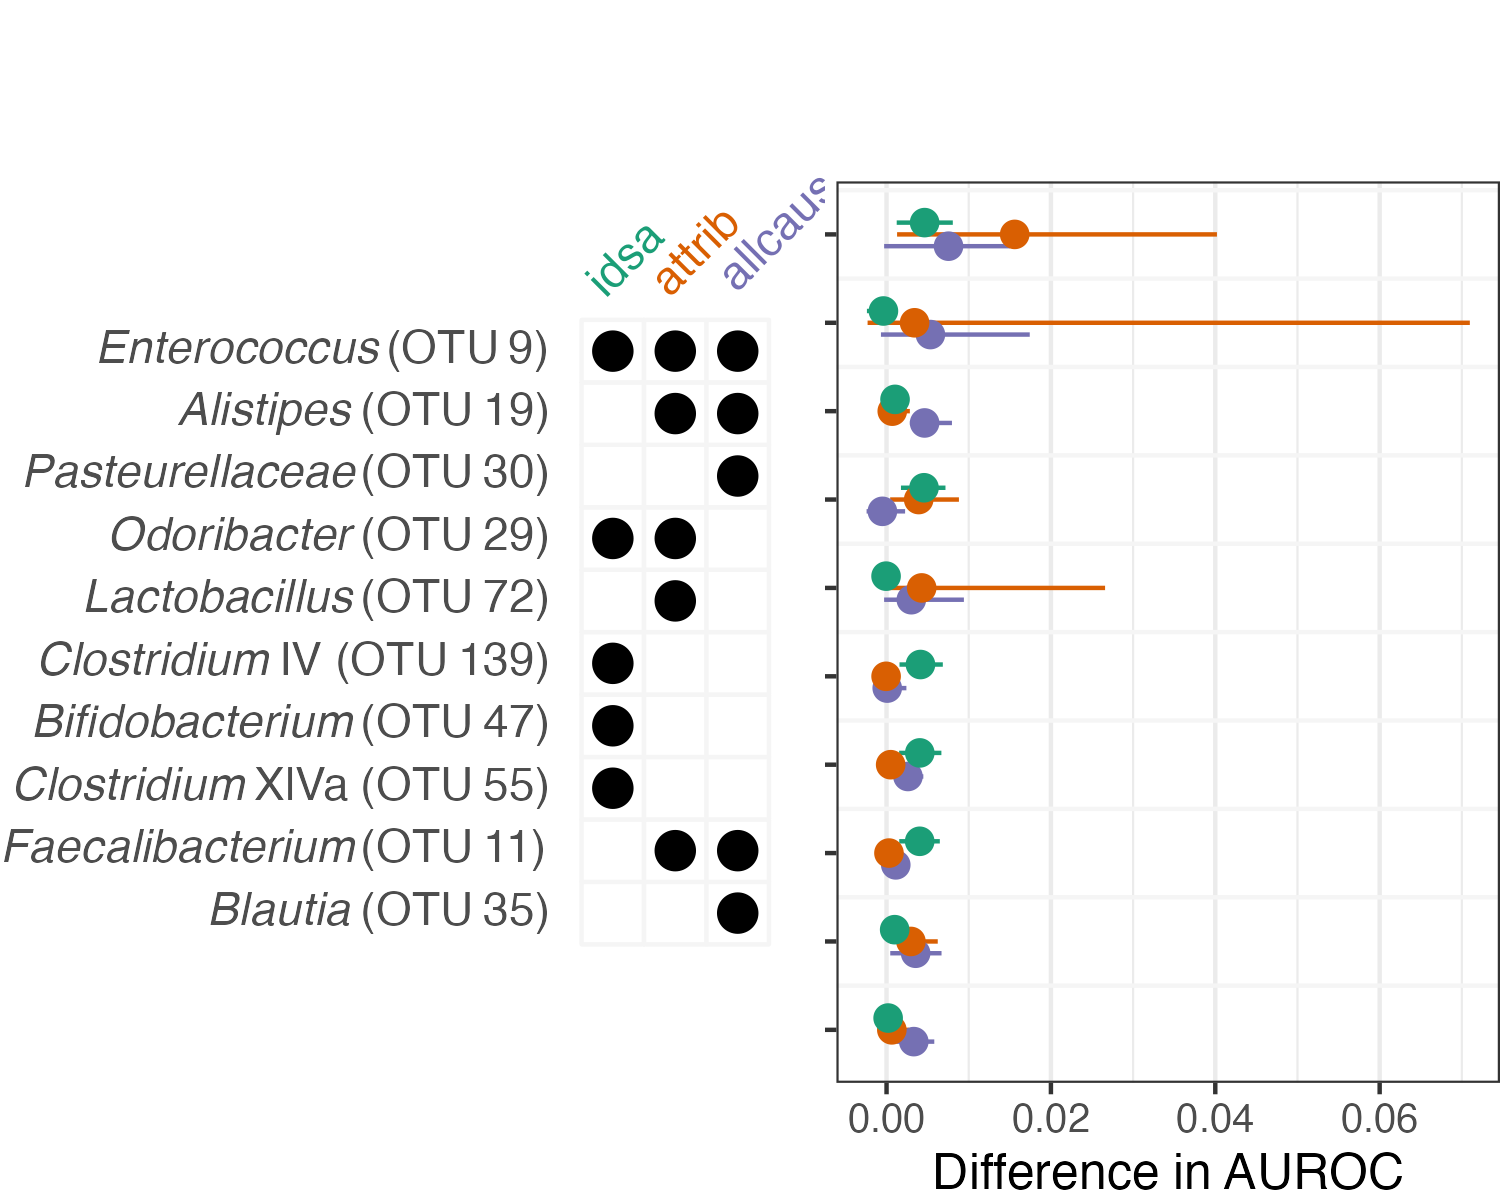 idsa
attrib
allcaus
Enterococcus (OTU 9)
Alistipes (OTU 19)
Pasteurellaceae (OTU 30)
Odoribacter (OTU 29)
Lactobacillus (OTU 72)
Clostridium IV (OTU 139)
Bifidobacterium (OTU 47)
Clostridium XIVa (OTU 55)
Faecalibacterium (OTU 11)
Blautia (OTU 35)
0.00 0.02 0.04 0.06
Difference in AUROC